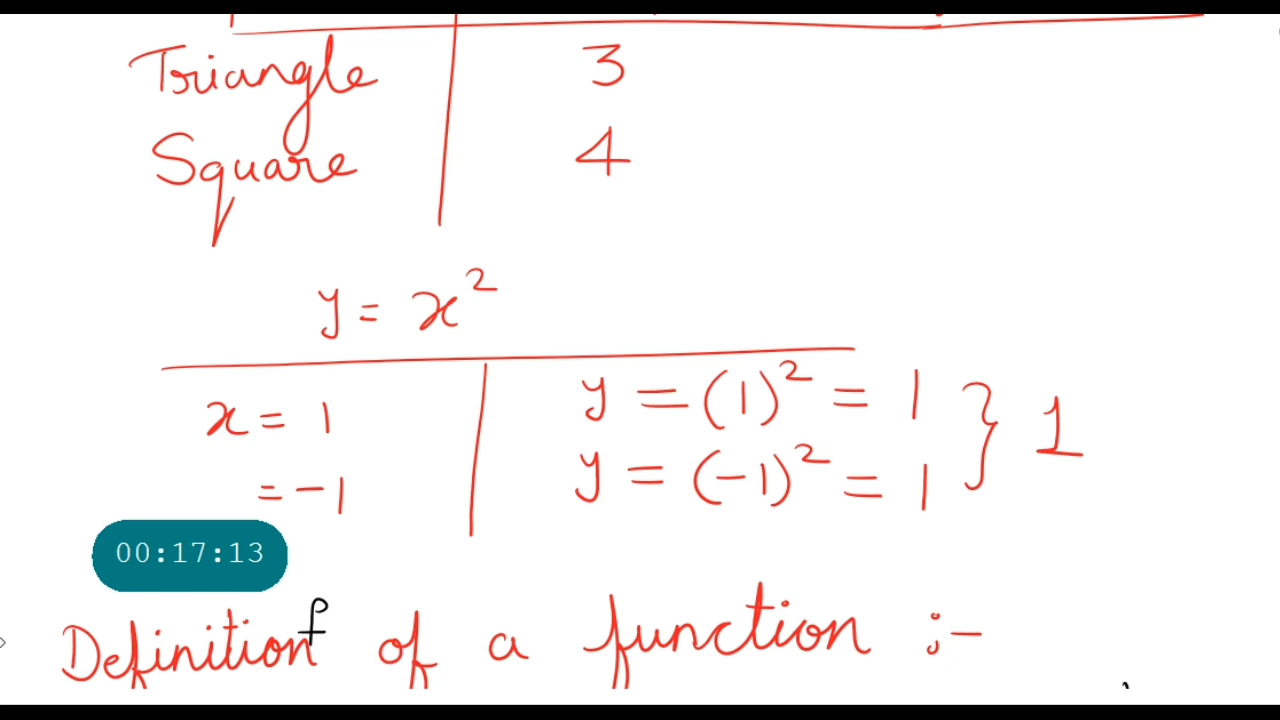 Triangle 3
Square 4
y = x²
x = 1 y = (1)² = 1
= -1 y = (-1)² = 1 } 1
00:17:13
f
Definition of a function :-